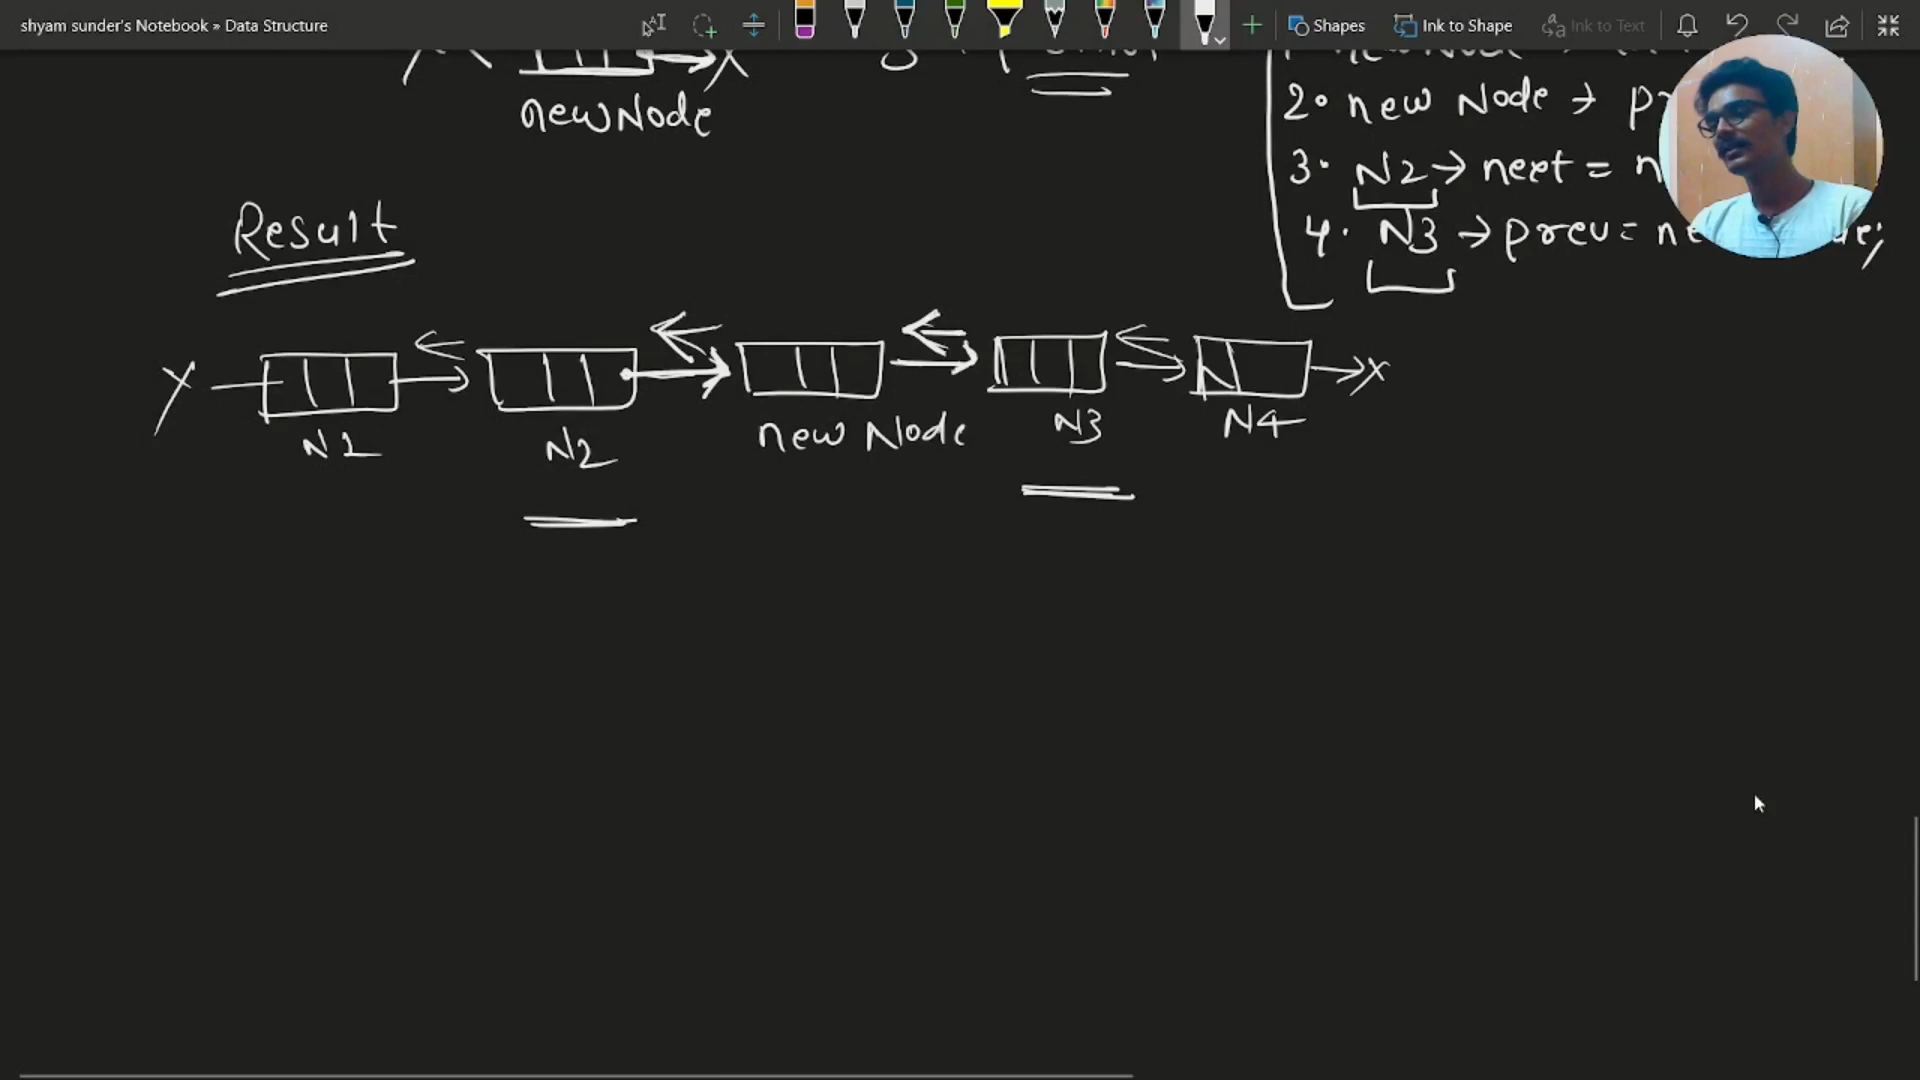 shyam sunder's Notebook » Data Structure
Shapes
Ink to Shape
Ink to Text
newNode
2. new Node →
3. N2 → next =
4. N3 → prev =
Result
X
X
N1
N2
new Node
N3
N4